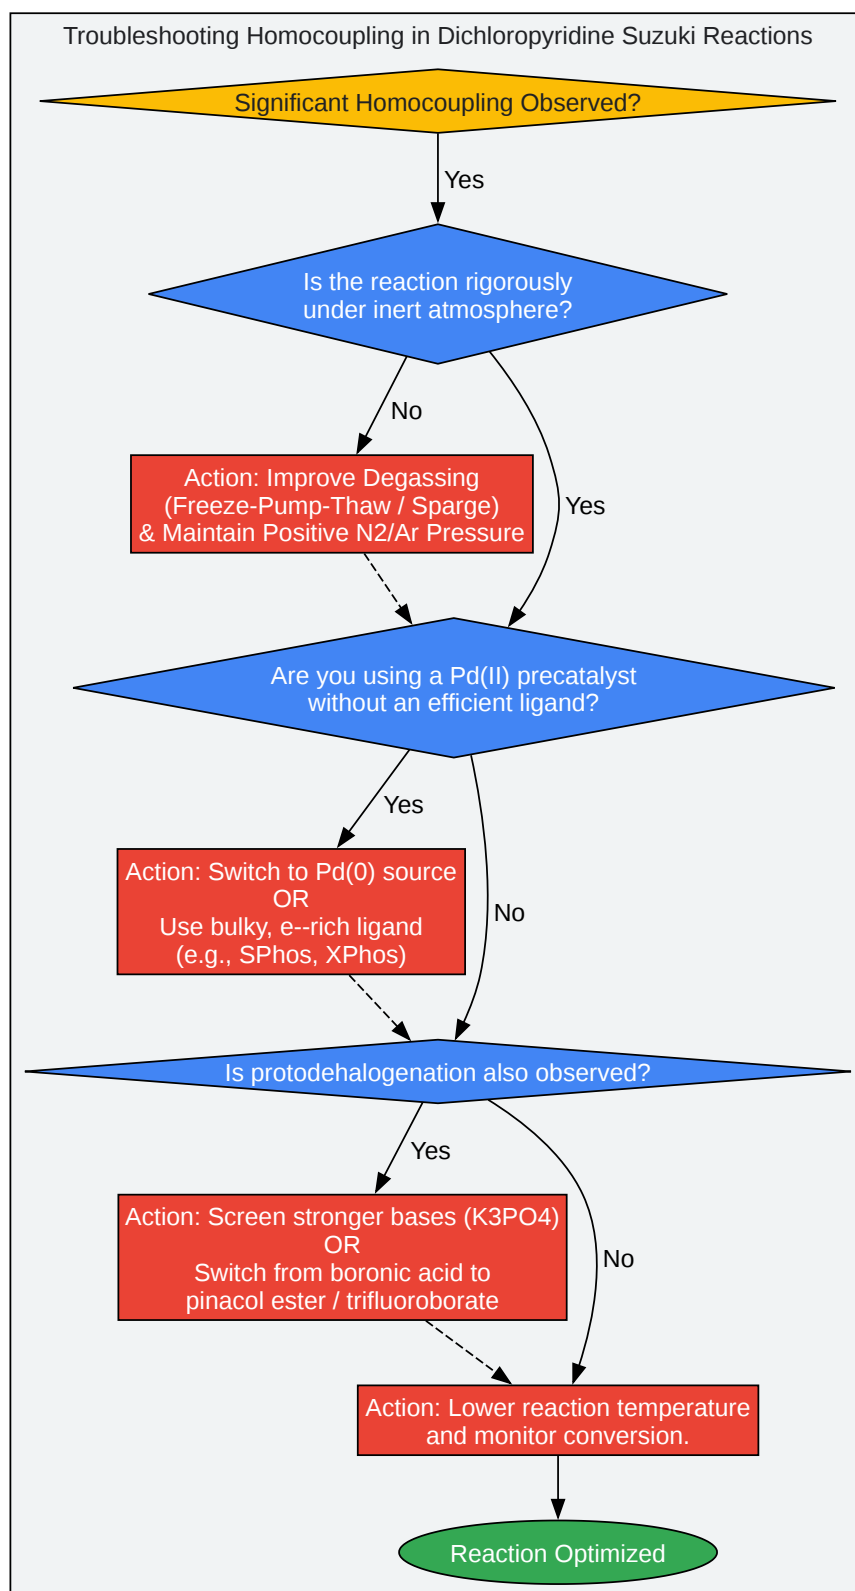 Troubleshooting Homocoupling in Dichloropyridine Suzuki Reactions
Significant Homocoupling Observed?
Yes
Is the reaction rigorously
under inert atmosphere?
No
Action: Improve Degassing
(Freeze-Pump-Thaw / Sparge)
& Maintain Positive N2/Ar Pressure
Yes
Are you using a Pd(II) precatalyst
without an efficient ligand?
Yes
Action: Switch to Pd(0) source
OR
Use bulky, e--rich ligand
(e.g., SPhos, XPhos)
No
Is protodehalogenation also observed?
Yes
Action: Screen stronger bases (K3PO4)
OR
Switch from boronic acid to
pinacol ester / trifluoroborate
No
Action: Lower reaction temperature
and monitor conversion.
Reaction Optimized